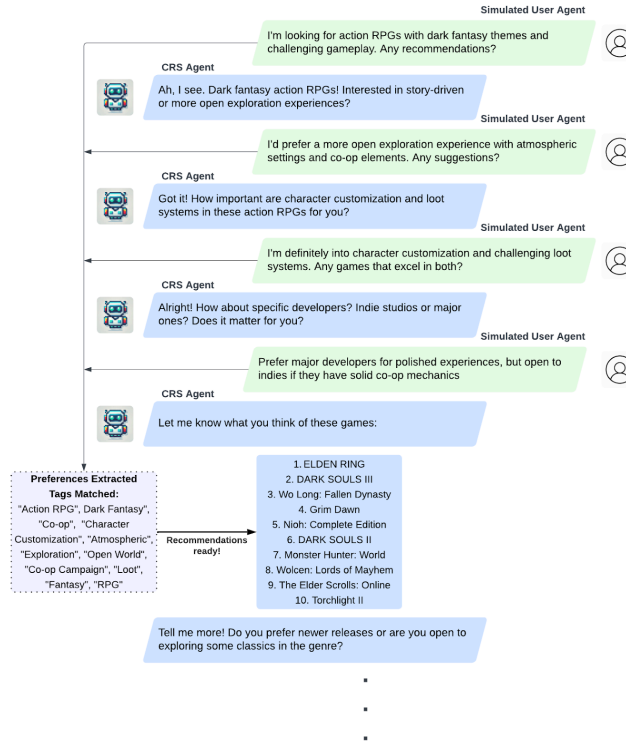 Simulated User Agent
I'm looking for action RPGs with dark fantasy themes and
challenging gameplay. Any recommendations?
CRS Agent
Ah, I see. Dark fantasy action RPGs! Interested in story-driven
or more open exploration experiences?
Simulated User Agent
I'd prefer a more open exploration experience with atmospheric
settings and co-op elements. Any suggestions?
CRS Agent
Got it! How important are character customization and loot
systems in these action RPGs for you?
Simulated User Agent
I'm definitely into character customization and challenging loot
systems. Any games that excel in both?
CRS Agent
Alright! How about specific developers? Indie studios or major
ones? Does it matter for you?
Simulated User Agent
Prefer major developers for polished experiences, but open to
indies if they have solid co-op mechanics
CRS Agent
Let me know what you think of these games:
Preferences Extracted
Tags Matched:
"Action RPG", Dark Fantasy",
"Co-op", "Character
Customization", "Atmospheric",
"Exploration", "Open World",
"Co-op Campaign", "Loot",
"Fantasy", "RPG"
Recommendations
ready!
1. ELDEN RING
2. DARK SOULS III
3. Wo Long: Fallen Dynasty
4. Grim Dawn
5. Nioh: Complete Edition
6. DARK SOULS II
7. Monster Hunter: World
8. Wolcen: Lords of Mayhem
9. The Elder Scrolls: Online
10. Torchlight II
Tell me more! Do you prefer newer releases or are you open to
exploring some classics in the genre?